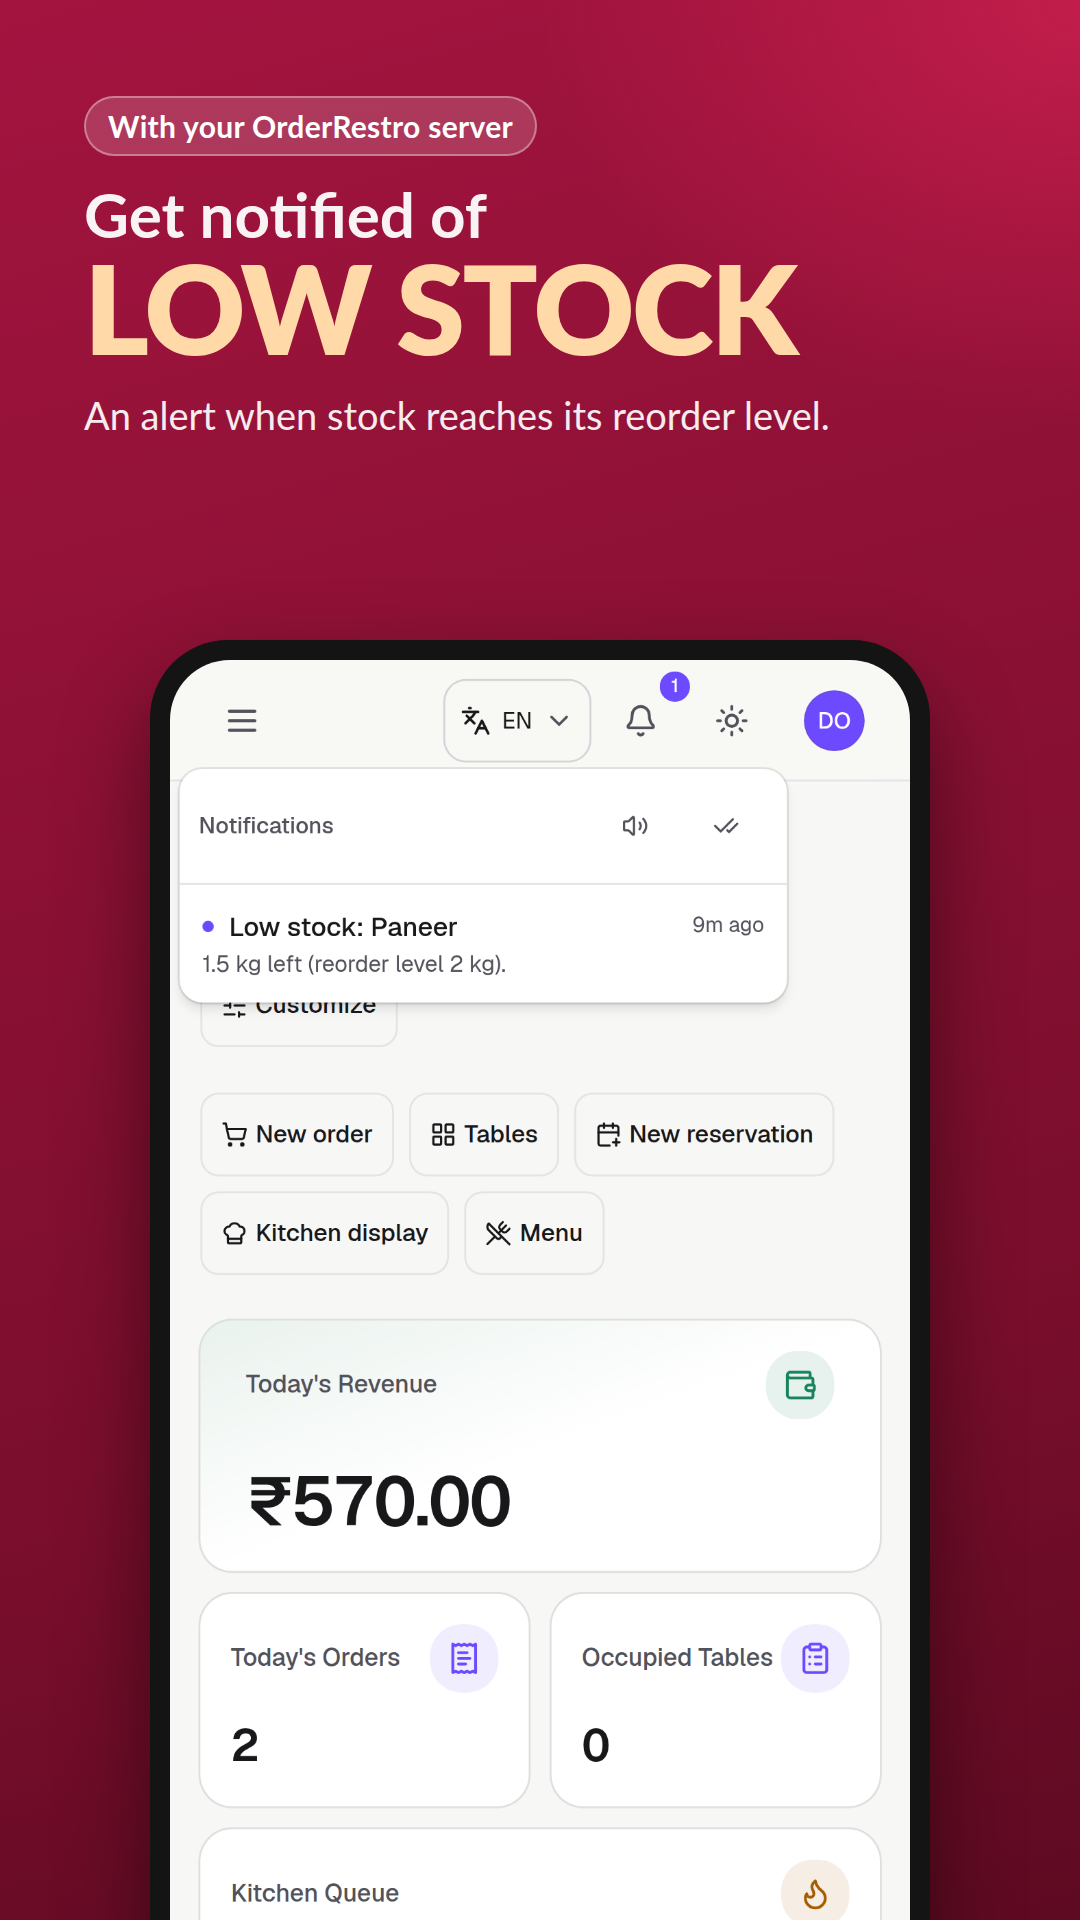 With your OrderRestro server
Get notified of
LOW STOCK
An alert when stock reaches its reorder level.
EN
1
DO
Notifications
Low stock: Paneer
9m ago
1.5 kg left (reorder level 2 kg).
Customize
New order
Tables
New reservation
Kitchen display
Menu
Today's Revenue
₹570.00
Today's Orders
Occupied Tables
2
0
Kitchen Queue